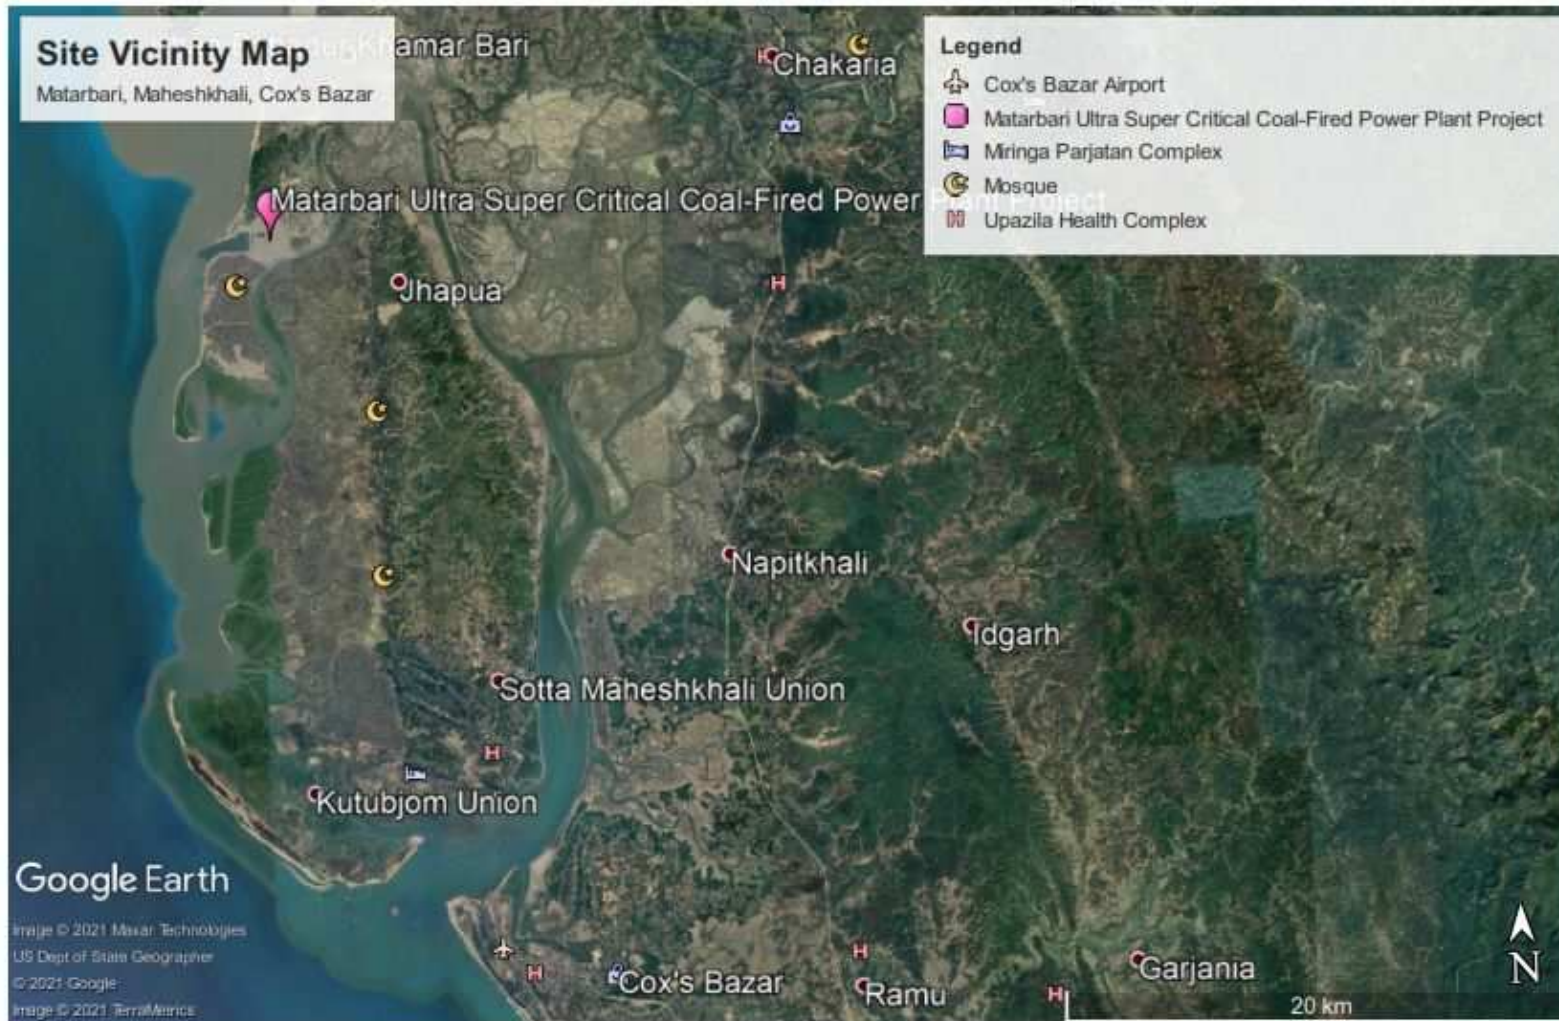 Site Vicinity Map
Matarbari, Maheshkhali, Cox's Bazar
Khamar Bari
Chakaria
Legend
Cox's Bazar Airport
Matarbari Ultra Super Critical Coal-Fired Power Plant Project
Miringa Parjatan Complex
Mosque
Upazila Health Complex
Matarbari Ultra Super Critical Coal-Fired Power Plant Project
Jhapua
Napitkhali
Idgarh
Sotta Maheshkhali Union
Kutubjom Union
Google Earth
Image © 2021 Maxar Technologies
US Dept of State Geographer
© 2021 Google
Image © 2021 TerraMetrics
Cox's Bazar
Ramu
Garjania
N
20 km